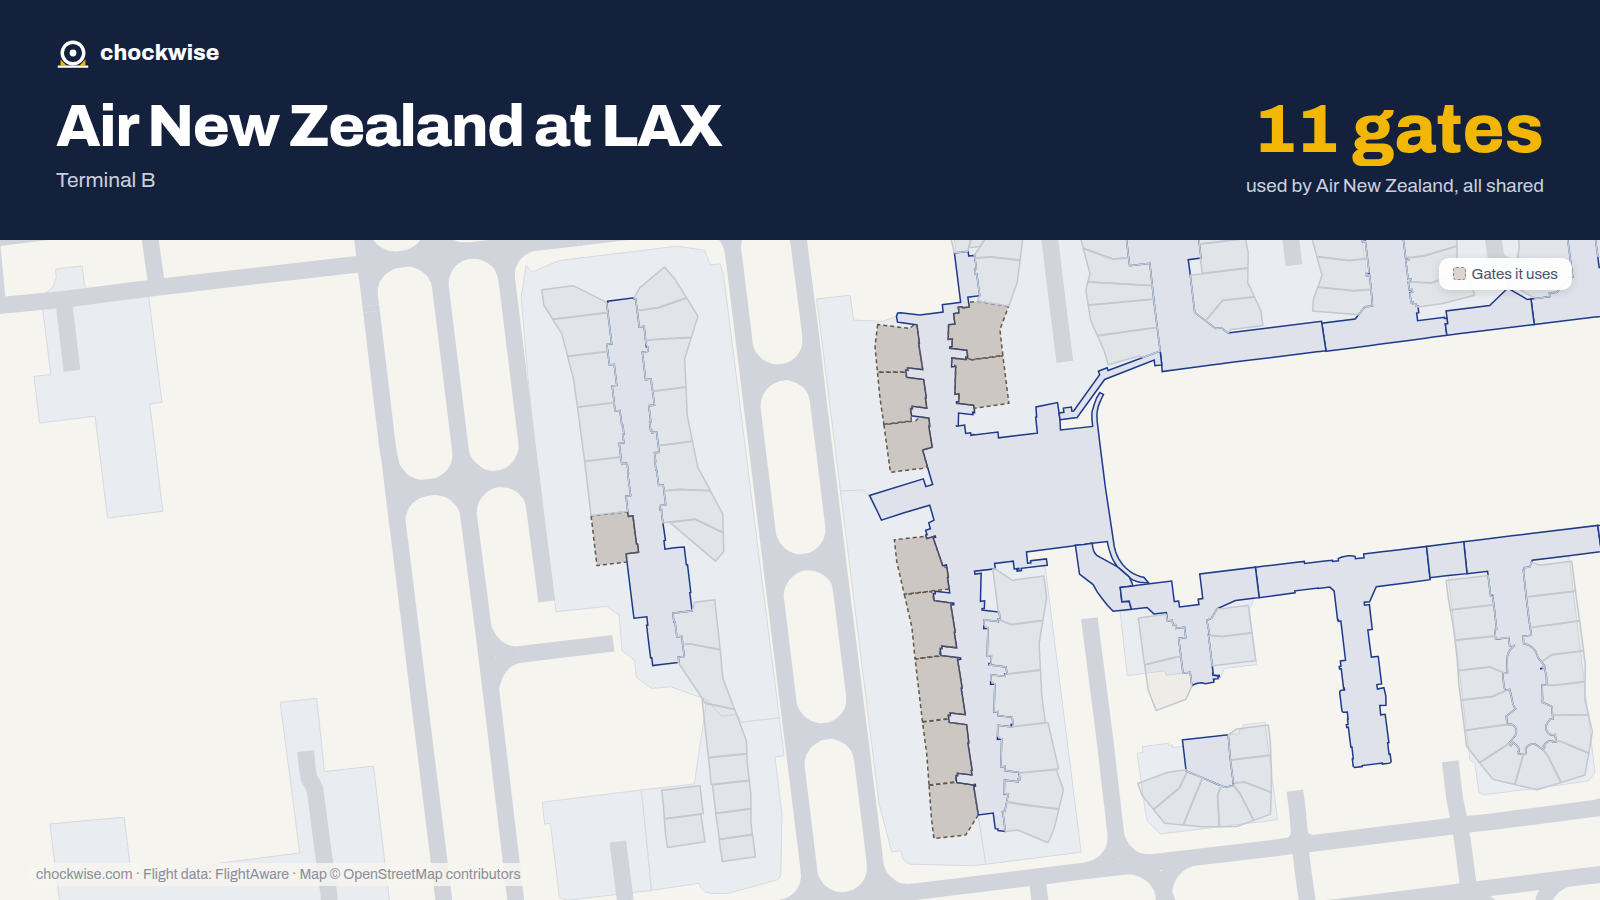 chockwise
Air New Zealand at LAX
Terminal B
11 gates
used by Air New Zealand, all shared
Gates it uses
chockwise.com · Flight data: FlightAware · Map © OpenStreetMap contributors